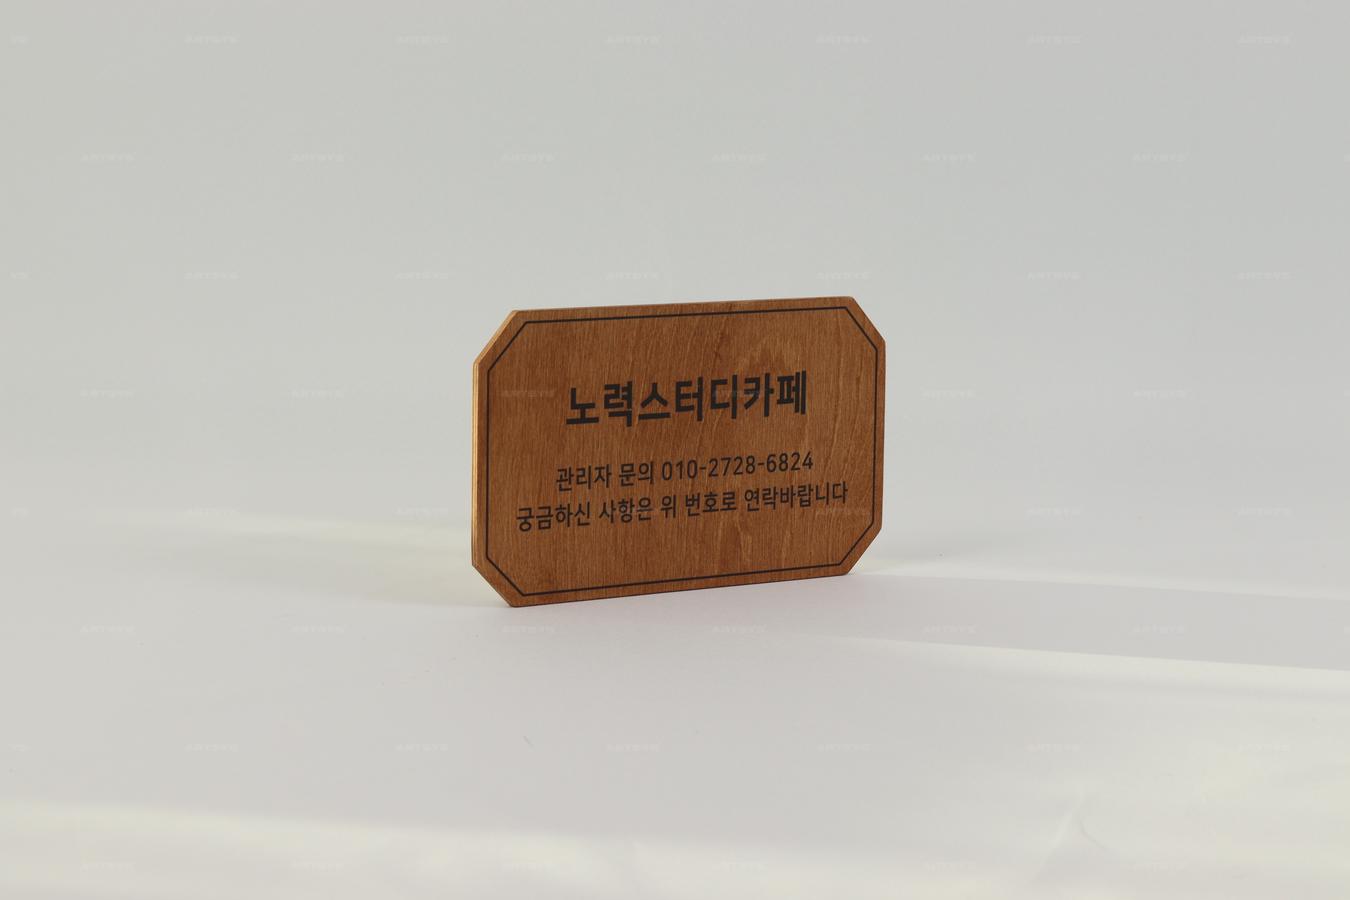 노력스터디카페
관리자 문의 010-2728-6824
궁금하신 사항은 위 번호로 연락바랍니다